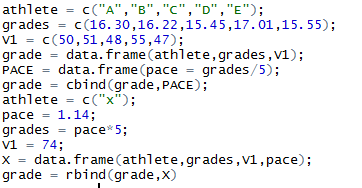 athlete = c("A","B","C","D","E");
grades = c(16.30,16.22,15.45,17.01,15.55);
V1 = c(50,51,48,55,47);
grade = data.frame(athlete,grades,V1);
PACE = data.frame(pace = grades/5);
grade = cbind(grade,PACE);
athlete = c("x");
pace = 1.14;
grades = pace*5;
V1 = 74;
X = data.frame(athlete,grades,V1,pace);
grade = rbind(grade,X)